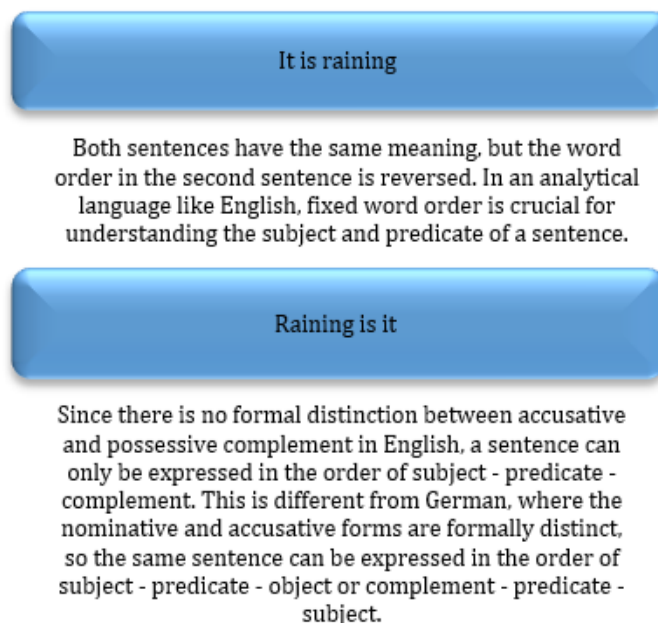 It is raining
Both sentences have the same meaning, but the word
order in the second sentence is reversed. In an analytical
language like English, fixed word order is crucial for
understanding the subject and predicate of a sentence.
Raining is it
Since there is no formal distinction between accusative
and possessive complement in English, a sentence can
only be expressed in the order of subject - predicate -
complement. This is different from German, where the
nominative and accusative forms are formally distinct,
so the same sentence can be expressed in the order of
subject - predicate - object or complement - predicate -
subject.